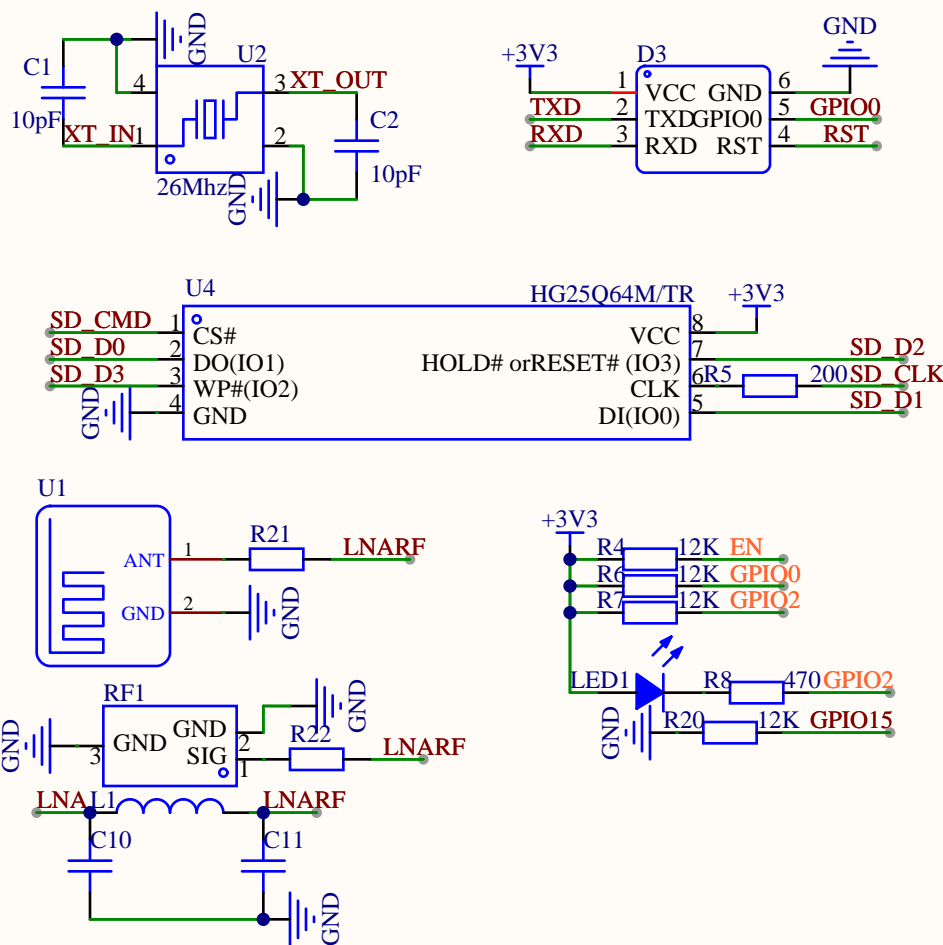 GND
U2
C1
4
3
XT_OUT
10pF
XT_IN
1
2
C2
10pF
26Mhz
GND
+3V3
D3
GND
1
VCC
GND
6
TXD
2
TXD
GPIO0
5
GPIO0
RXD
3
RXD
RST
4
RST
U4
HG25Q64M/TR
+3V3
SD_CMD
1
CS#
VCC
8
SD_D0
2
DO(IO1)
HOLD# orRESET# (IO3)
7
SD_D2
SD_D3
3
WP#(IO2)
CLK
6
R5
200
SD_CLK
GND
4
GND
DI(IO0)
5
SD_D1
U1
ANT
1
R21
LNARF
GND
2
GND
+3V3
R4
12K
EN
R6
12K
GPIO0
R7
12K
GPIO2
LED1
R8
470
GPIO2
GND
R20
12K
GPIO15
RF1
GND
GND
3
GND
GND
2
SIG
1
R22
LNARF
LNA
L1
LNARF
C10
C11
GND